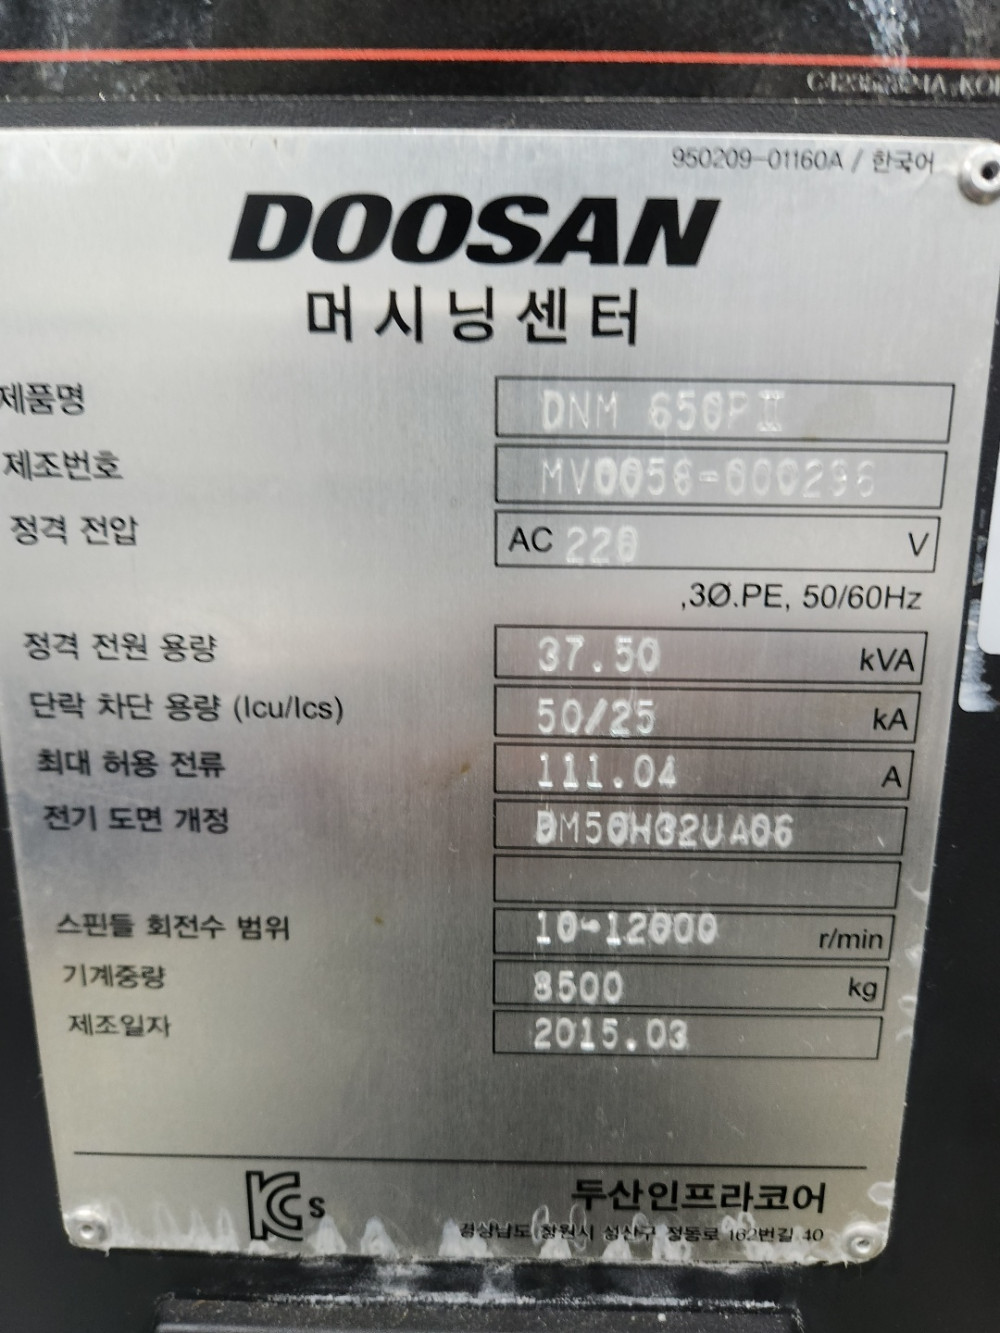 950209-01160A / 한국어
DOOSAN
머시닝센터
제품명 DNM 650PⅡ
제조번호 MV0058-000296
정격 전압 AC 220 V
,3Ø.PE, 50/60Hz
정격 전원 용량 37.50 kVA
단락 차단 용량 (Icu/Ics) 50/25 kA
최대 허용 전류 111.04 A
전기 도면 개정
스핀들 회전수 범위 10-12000 r/min
기계중량 8500 kg
제조일자 2015.03
KCs
두산인프라코어
경상남도 창원시 성산구 정동로 162번길 40